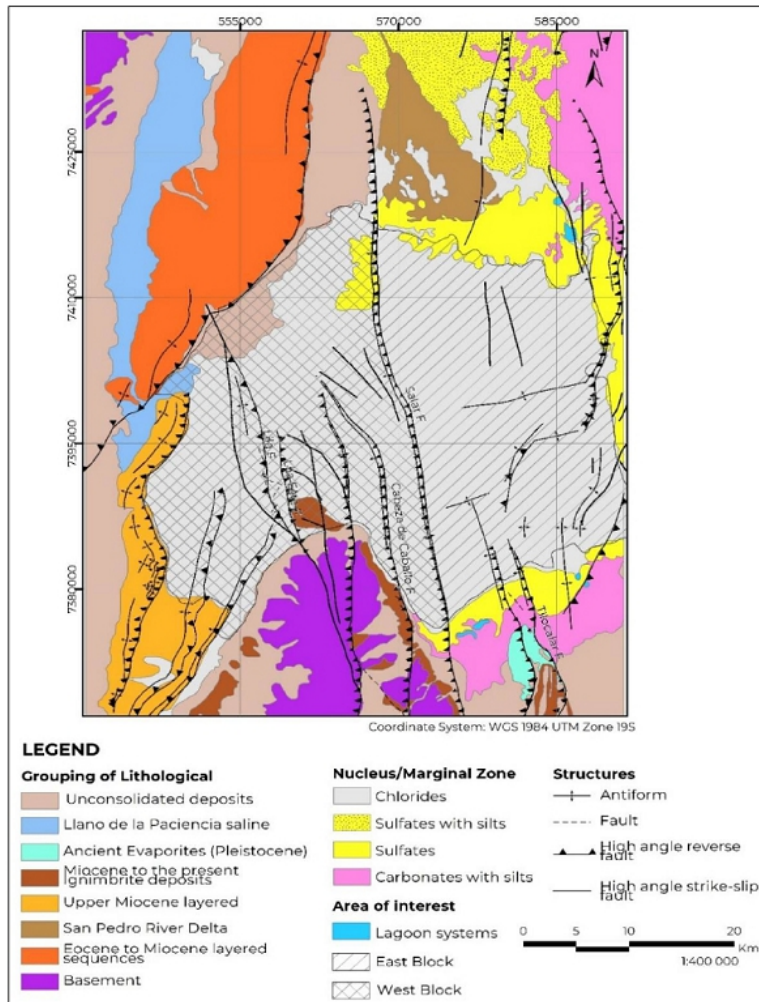 5550000 5700000 5850000
N
7425000
7410000
7395000
7380000
Salar F.
Lila F.
Cabeza de Caballo F.
Tilocalar F.
Coordinate System: WGS 1984 UTM Zone 19S
LEGEND
Grouping of Lithological
Unconsolidated deposits
Llano de la Paciencia saline
Ancient Evaporites (Pleistocene)
Miocene to the present
Ignimbrite deposits
Upper Miocene layered
San Pedro River Delta
Eocene to Miocene layered
sequences
Basement
Nucleus/Marginal Zone
Chlorides
Sulfates with silts
Sulfates
Carbonates with silts
Area of interest
Lagoon systems
East Block
West Block
Structures
Antiform
Fault
High angle reverse
fault
High angle strike-slip
fault
0 5 10 20
Km
1:400 000